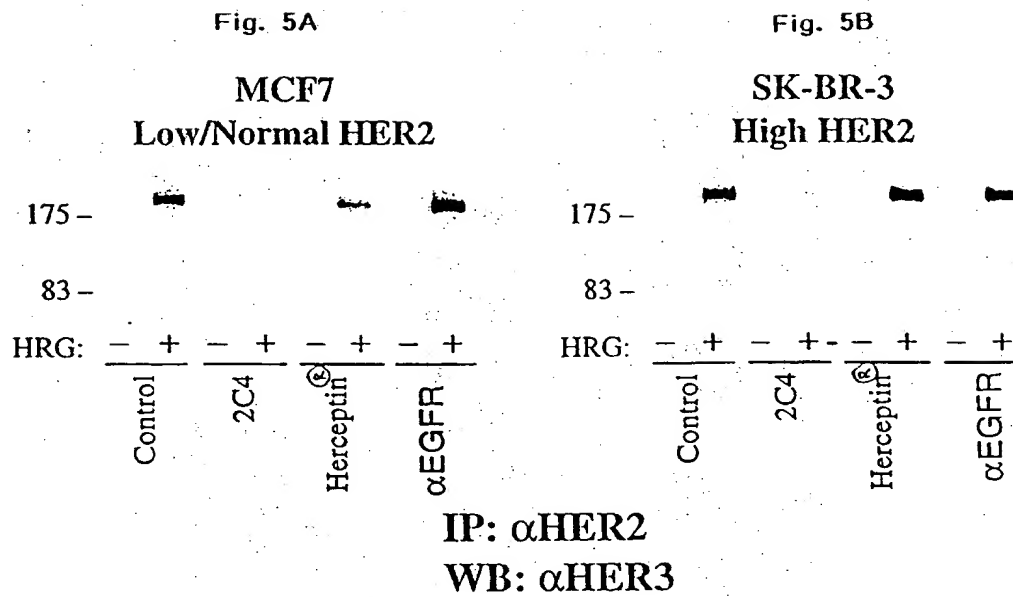 Fig. 5A
MCF7
Low/Normal HER2
175 –
83 –
HRG: – + – + – + – +
Control 2C4 Herceptin® αEGFR
Fig. 5B
SK-BR-3
High HER2
175 –
83 –
HRG: – + – + - – + – +
Control 2C4 Herceptin® αEGFR
IP: αHER2
WB: αHER3